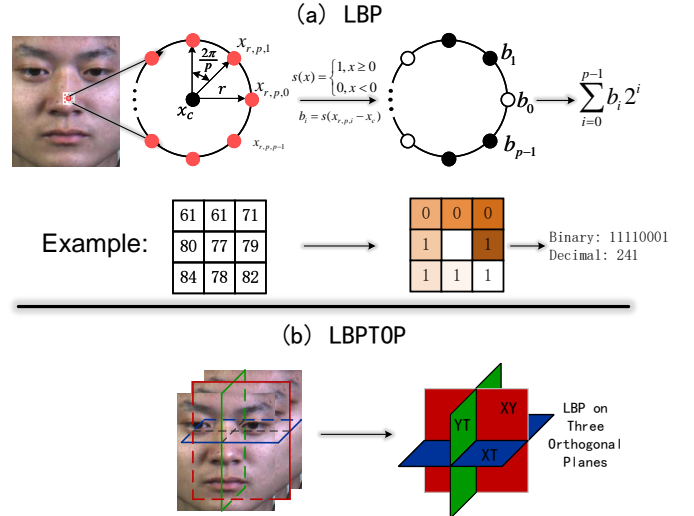 (a) LBP
x_{r,p,1}
2π/p
x_{r,p,0}
r
x_c
x_{r,p,p-1}
s(x) = {1, x ≥ 0
0, x < 0
b_i = s(x_{r,p,i} − x_c)
b_1
b_0
b_{p−1}
∑_{i=0}^{p−1} b_i 2^i
Example:
61 61 71
80 77 79
84 78 82
0 0 0
1 1
1 1 1
Binary: 11110001
Decimal: 241
(b) LBPTOP
XY
YT
XT
LBP on
Three
Orthogonal
Planes